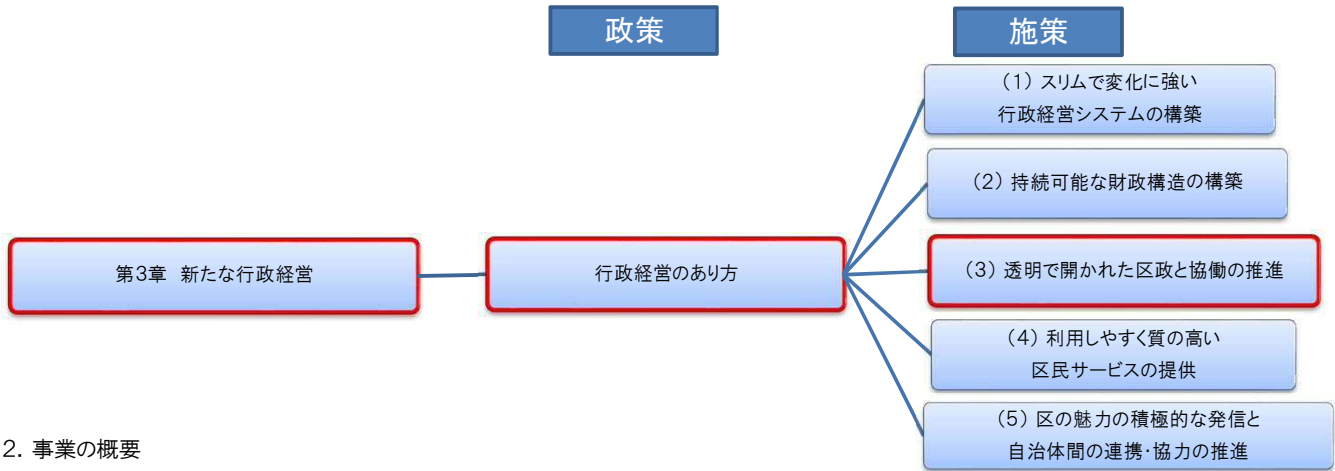 政策
施策
(1) スリムで変化に強い
行政経営システムの構築
(2) 持続可能な財政構造の構築
第3章 新たな行政経営
行政経営のあり方
(3) 透明で開かれた区政と協働の推進
(4) 利用しやすく質の高い
区民サービスの提供
(5) 区の魅力の積極的な発信と
自治体間の連携・協力の推進
2. 事業の概要